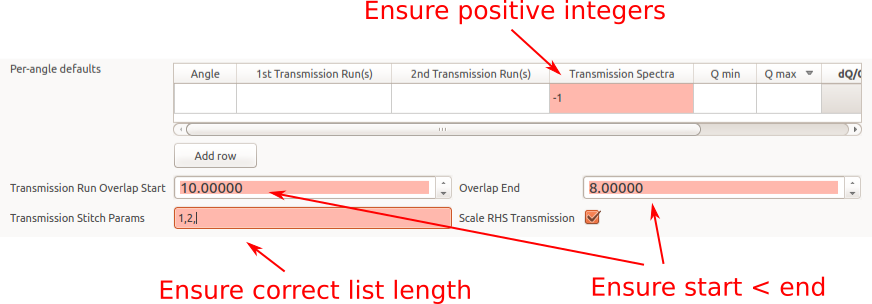 Ensure positive integers
Per-angle defaults
Angle 1st Transmission Run(s) 2nd Transmission Run(s) Transmission Spectra Q min Q max
-1
Add row
Transmission Run Overlap Start 10.00000 Overlap End 8.00000
Transmission Stitch Params 1,2, Scale RHS Transmission
Ensure correct list length Ensure start < end